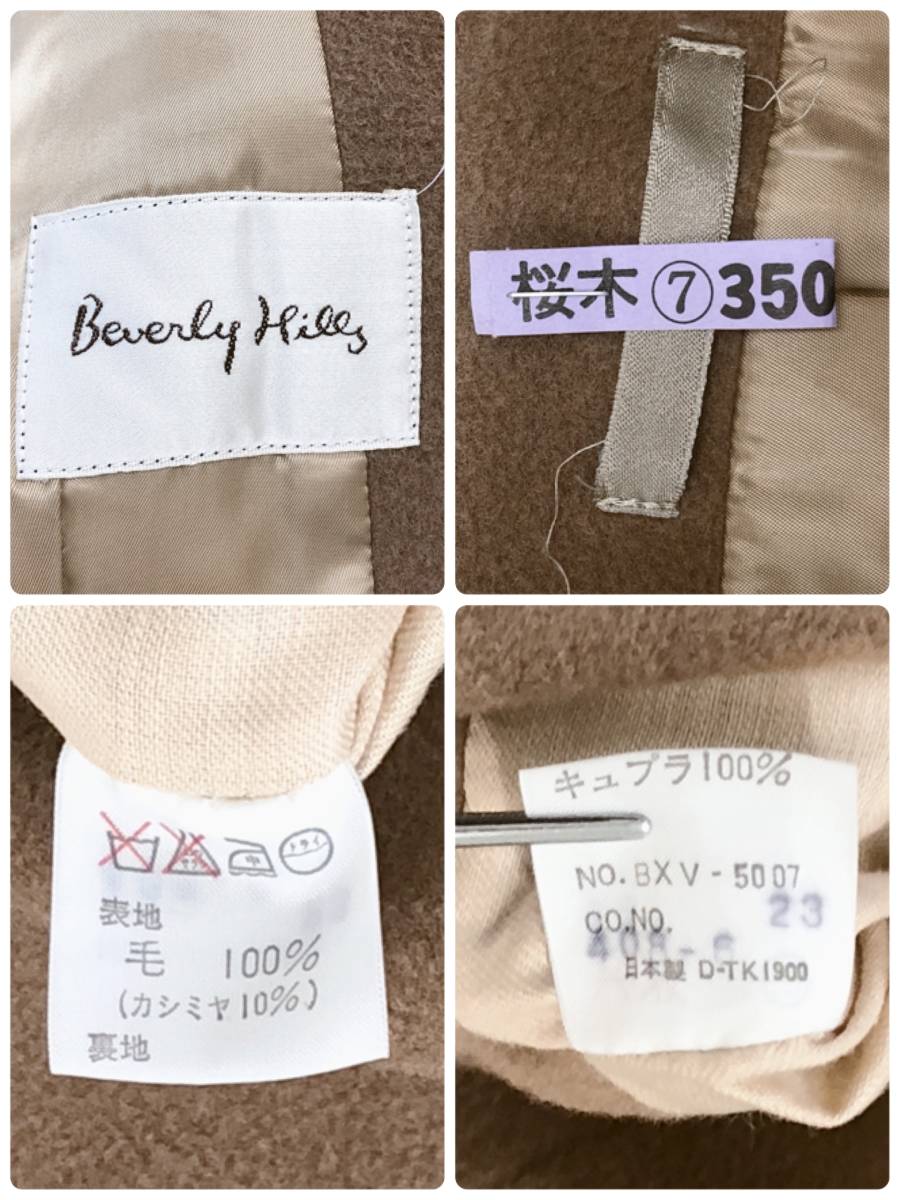 Beverly Hills
桜木 ⑦ 350
中
ドライ
表地
毛 100%
(カシミヤ10%)
裏地
キュプラ100%
NO. BXV-5007
CO.NO. 23
408-6
日本製 D-TK1900